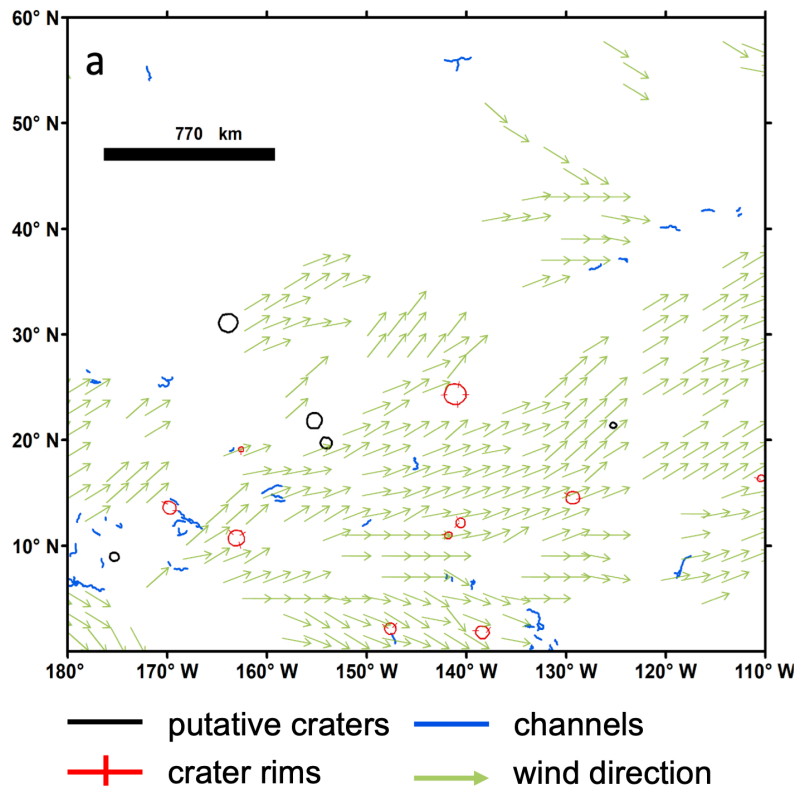 60° N
a
770 km
50° N
40° N
30° N
20° N
10° N
180 170°W 160°W 150°W 140°W 130°W 120°W 110°W
putative craters channels
crater rims wind direction